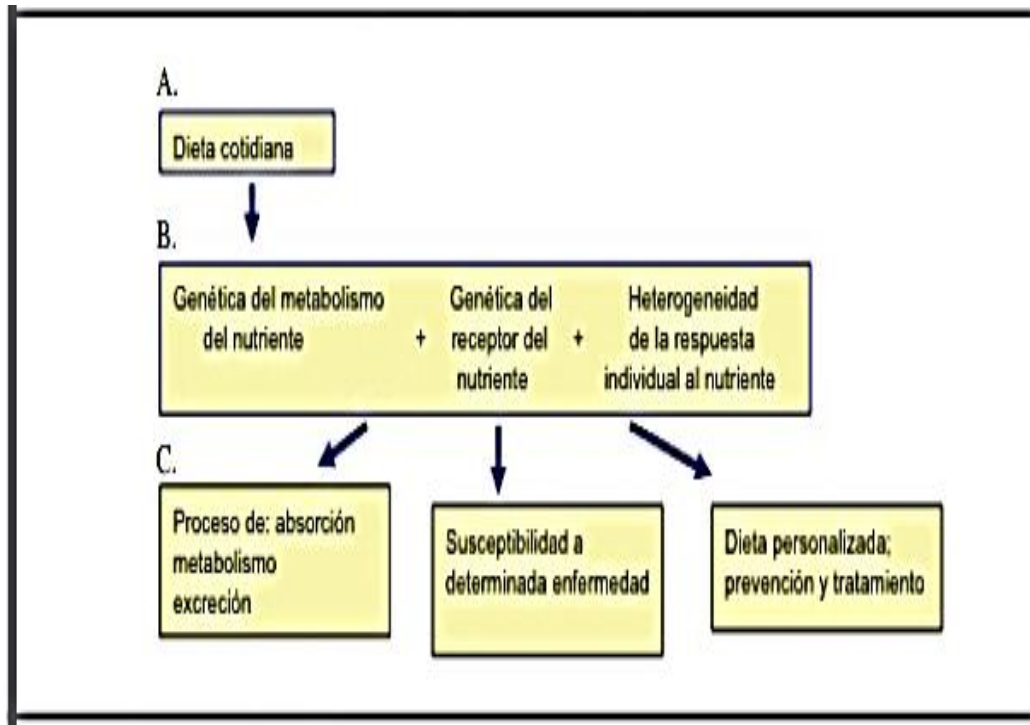 A.
Dieta cotidiana
B.
Genética del metabolismo
del nutriente
+
Genética del
receptor del
nutriente
+
Heterogeneidad
de la respuesta
individual al nutriente
C.
Proceso de: absorción
metabolismo
excreción
Susceptibilidad a
determinada enfermedad
Dieta personalizada;
prevención y tratamiento